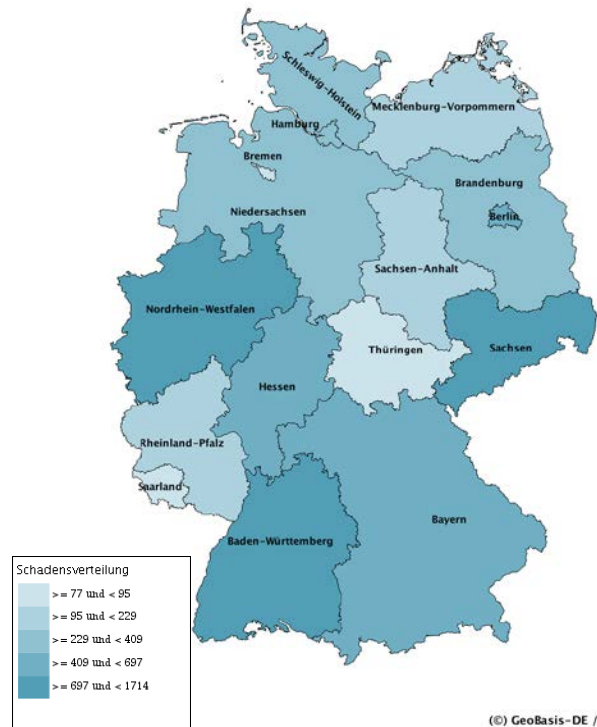 Schleswig-Holstein
Mecklenburg-Vorpommern
Hamburg
Bremen
Brandenburg
Niedersachsen
Berlin
Sachsen-Anhalt
Nordrhein-Westfalen
Thüringen
Sachsen
Hessen
Rheinland-Pfalz
Saarland
Bayern
Baden-Württemberg
Schadensverteilung
>= 77 und < 95
>= 95 und < 229
>= 229 und < 409
>= 409 und < 697
>= 697 und < 1714
(©) GeoBasis-DE /